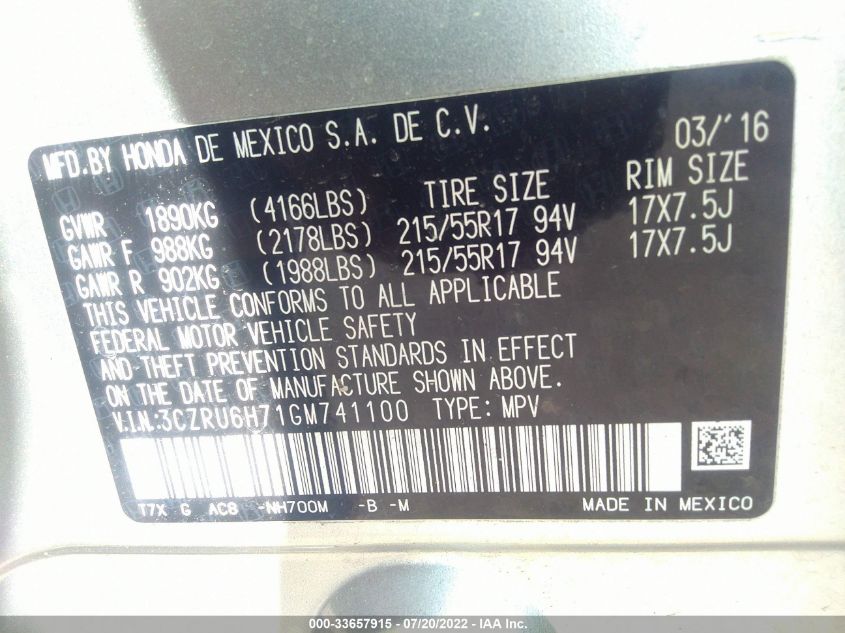 MFD.BY HONDA DE MEXICO S.A. DE C.V. 03/'16
TIRE SIZE RIM SIZE
GVWR 1890KG (4166LBS)
GAWR F 988KG (2178LBS) 215/55R17 94V 17X7.5J
GAWR R 902KG (1988LBS) 215/55R17 94V 17X7.5J
THIS VEHICLE CONFORMS TO ALL APPLICABLE
FEDERAL MOTOR VEHICLE SAFETY
AND THEFT PREVENTION STANDARDS IN EFFECT
ON THE DATE OF MANUFACTURE SHOWN ABOVE.
V.I.N.:3CZRU6H71GM741100 TYPE: MPV
T7X G AC8 -NH700M -B -M MADE IN MEXICO
000-33657915 / 07/20/2022 / IAA Inc.